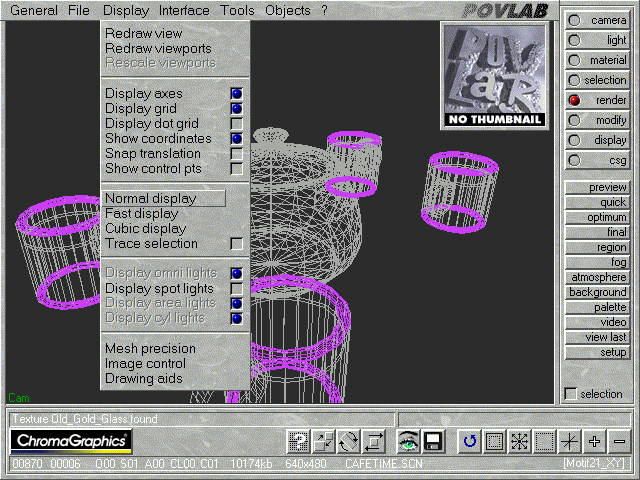 General File Display Interface Tools Objects ?
POVLAB
Redraw view
Redraw viewports
Rescale viewports
Display axes
Display grid
Display dot grid
Show coordinates
Snap translation
Show control pts
Normal display
Fast display
Cubic display
Trace selection
Display omni lights
Display spot lights
Display area lights
Display cyl lights
Mesh precision
Image control
Drawing aids
POV
LaB
NO THUMBNAIL
camera
light
material
selection
render
modify
display
csg
preview
quick
optimum
final
region
fog
atmosphere
background
palette
video
view last
setup
selection
Cam
Texture Old_Gold_Glass found
ChromaGraphics
00870 00006 O00 S01 A00 CL00 C01 10174kb 640x480 CAFETIME.SCN [Motif21_XY]